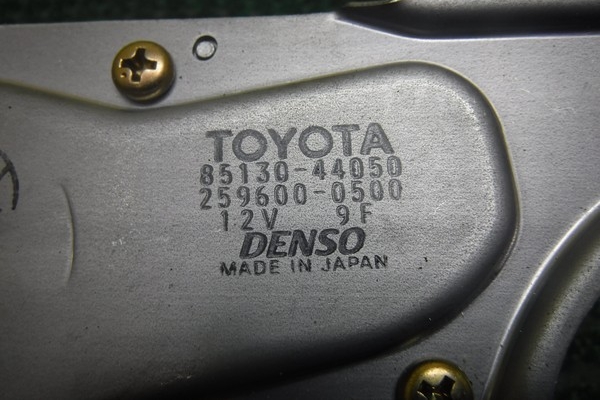 TOYOTA
85130-44050
259600-0500
12V 9F
DENSO
MADE IN JAPAN